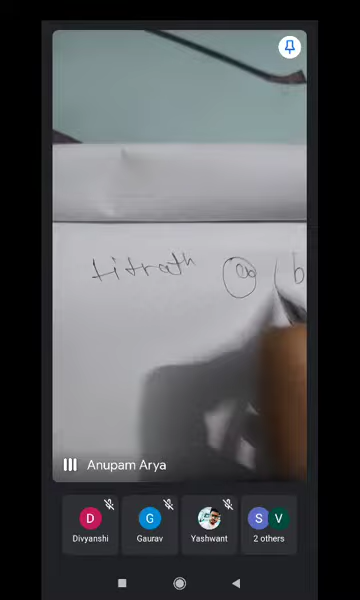 titrath
b
Anupam Arya
D
G
S V
Divyanshi
Gaurav
Yashwant
2 others